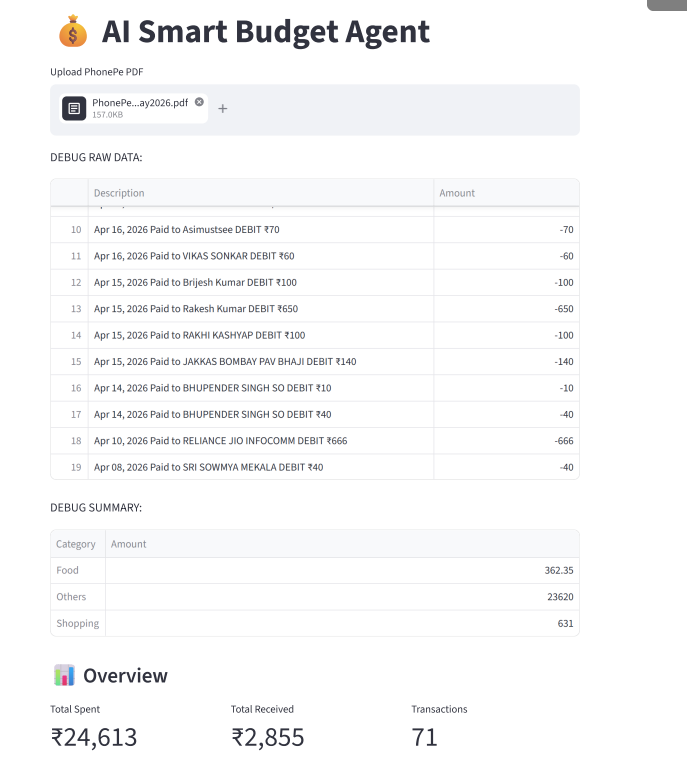 AI Smart Budget Agent
Upload PhonePe PDF
PhonePe...ay2026.pdf
157.0KB
DEBUG RAW DATA:
Description Amount
10 Apr 16, 2026 Paid to Asimustsee DEBIT ₹70 -70
11 Apr 16, 2026 Paid to VIKAS SONKAR DEBIT ₹60 -60
12 Apr 15, 2026 Paid to Brijesh Kumar DEBIT ₹100 -100
13 Apr 15, 2026 Paid to Rakesh Kumar DEBIT ₹650 -650
14 Apr 15, 2026 Paid to RAKHI KASHYAP DEBIT ₹100 -100
15 Apr 15, 2026 Paid to JAKKAS BOMBAY PAV BHAJI DEBIT ₹140 -140
16 Apr 14, 2026 Paid to BHUPENDER SINGH SO DEBIT ₹10 -10
17 Apr 14, 2026 Paid to BHUPENDER SINGH SO DEBIT ₹40 -40
18 Apr 10, 2026 Paid to RELIANCE JIO INFOCOMM DEBIT ₹666 -666
19 Apr 08, 2026 Paid to SRI SOWMYA MEKALA DEBIT ₹40 -40
DEBUG SUMMARY:
Category Amount
Food 362.35
Others 23620
Shopping 631
Overview
Total Spent Total Received Transactions
₹24,613 ₹2,855 71